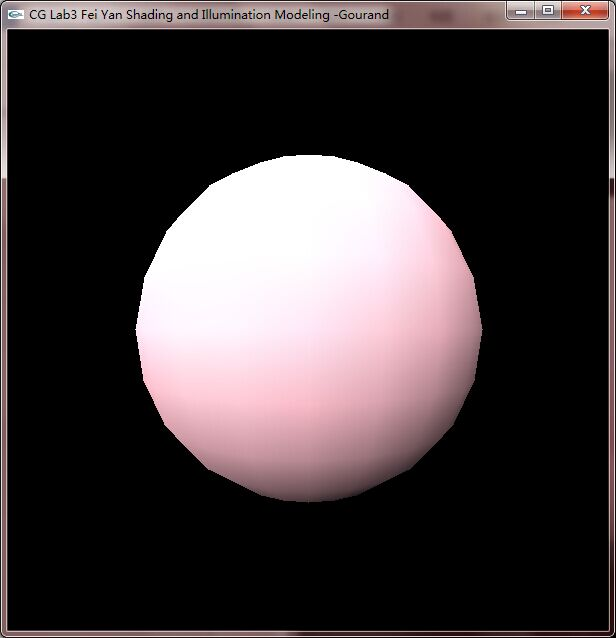 CG Lab3 Fei Yan Shading and Illumination Modeling -Gourand